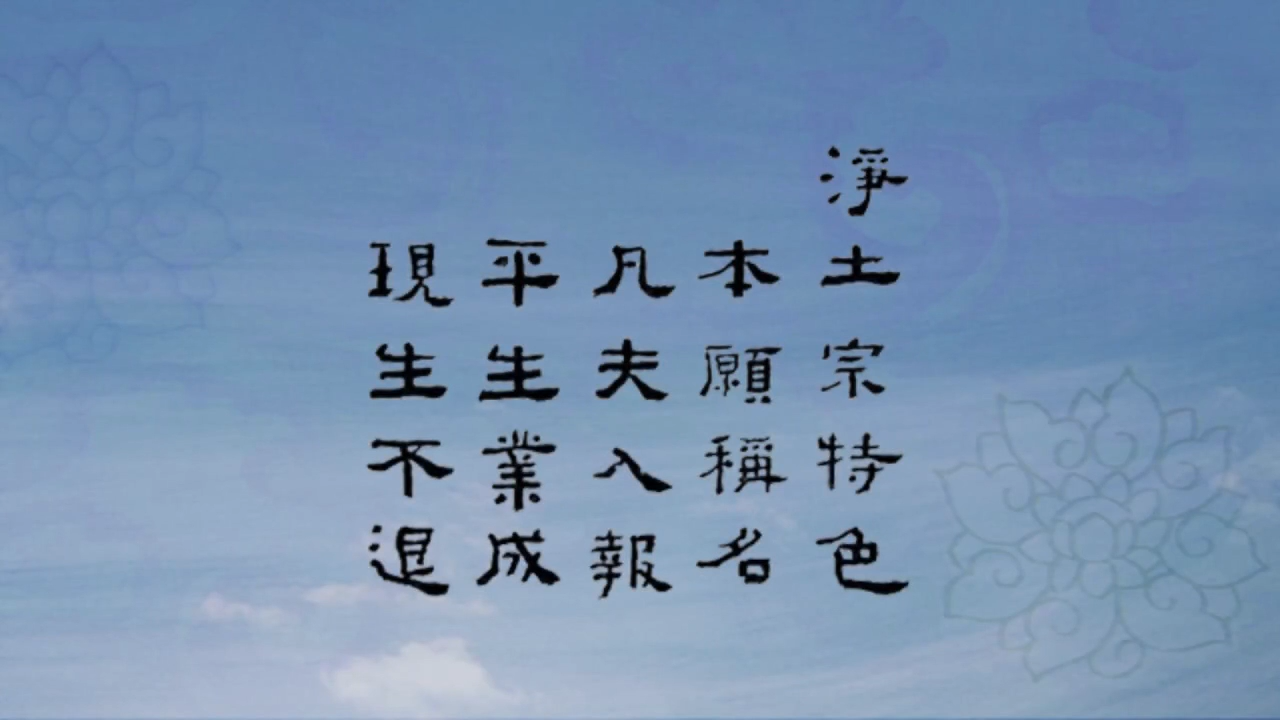 淨土宗特色
本願稱名
凡夫入報
平生業成
現生不退